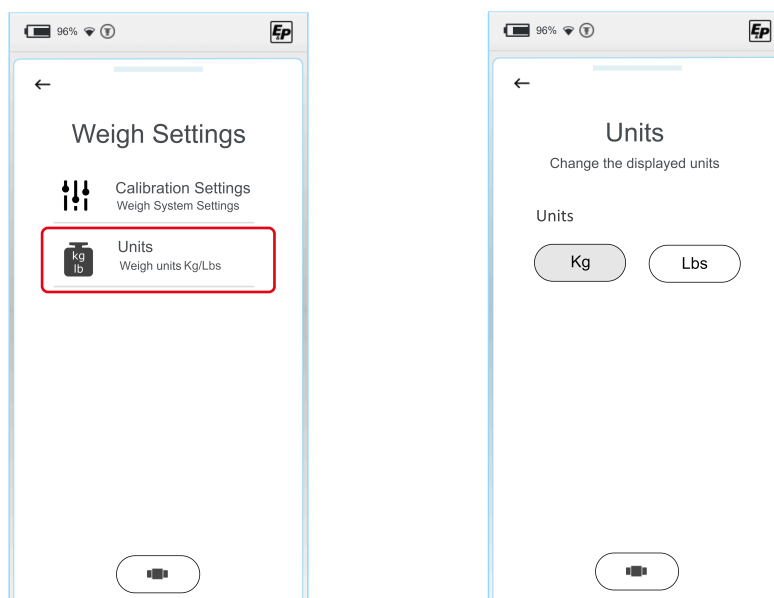 96%
EP
Weigh Settings
Calibration Settings
Weigh System Settings
kg
lb
Units
Weigh units Kg/Lbs
96%
EP
Units
Change the displayed units
Units
Kg
Lbs